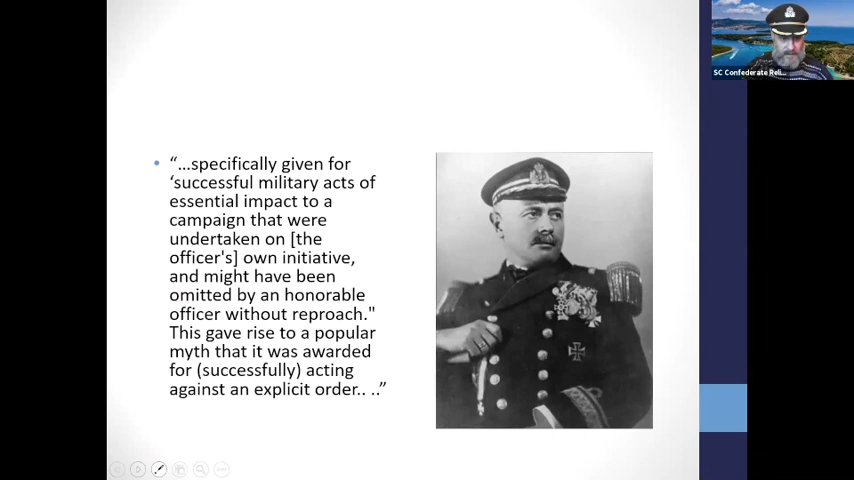 “…specifically given for
‘successful military acts of
essential impact to a
campaign that were
undertaken on [the
officer's] own initiative,
and might have been
omitted by an honorable
officer without reproach."
This gave rise to a popular
myth that it was awarded
for (successfully) acting
against an explicit order.. ..”
SC Confederate Reli...